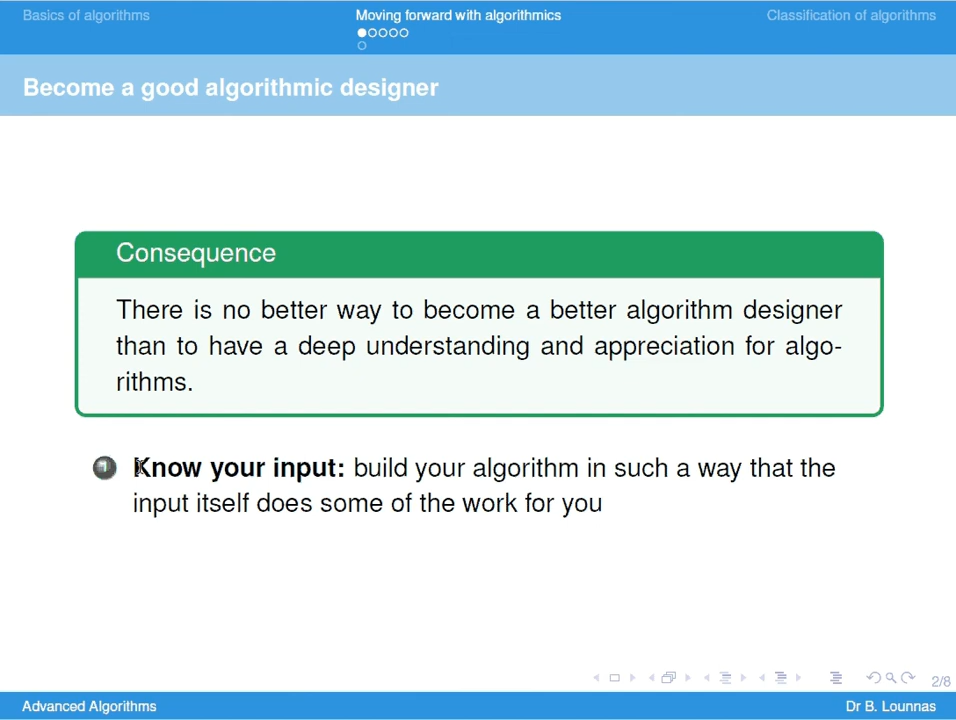 Basics of algorithms
Moving forward with algorithmics
Classification of algorithms
Become a good algorithmic designer
Consequence
There is no better way to become a better algorithm designer
than to have a deep understanding and appreciation for algo-
rithms.
1 Know your input: build your algorithm in such a way that the
input itself does some of the work for you
2/8
Advanced Algorithms
Dr B. Lounnas